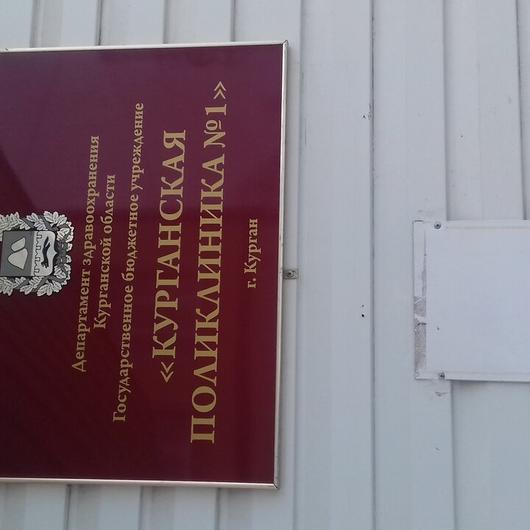 Департамент здравоохранения
Курганской области
Государственное бюджетное учреждение
«КУРГАНСКАЯ
ПОЛИКЛИНИКА №1»
г. Курган